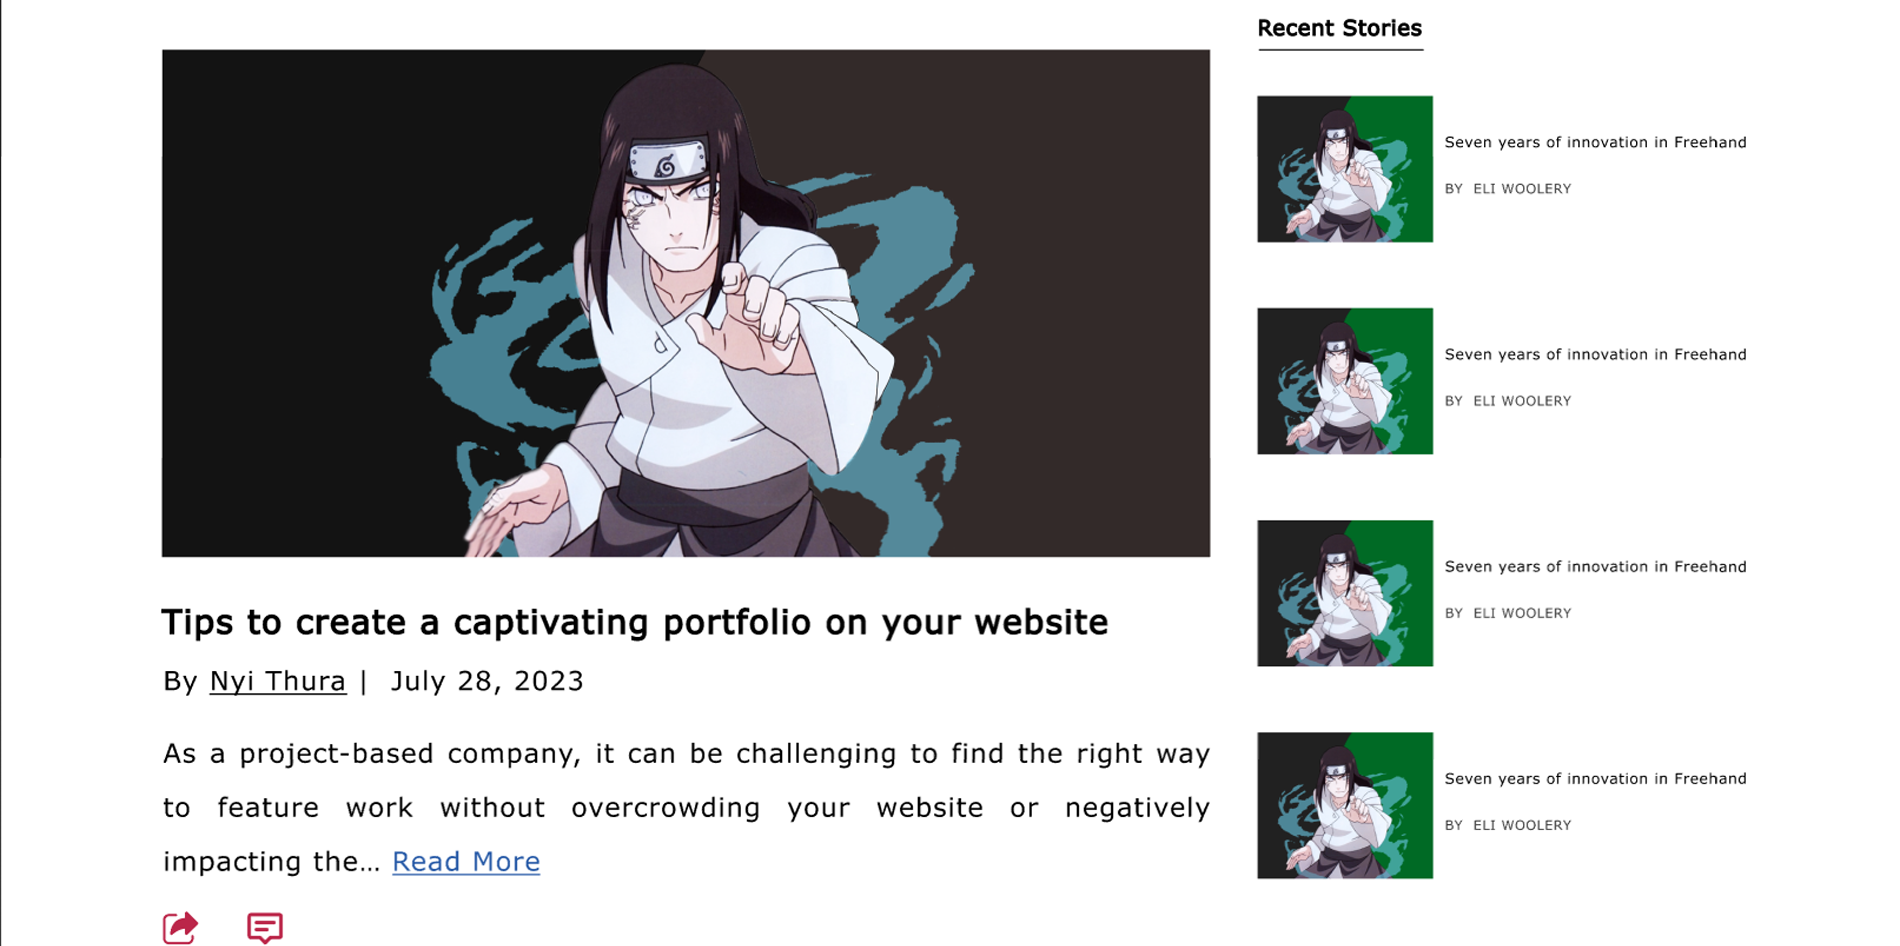 Recent Stories
Seven years of innovation in Freehand
BY ELI WOOLERY
Seven years of innovation in Freehand
BY ELI WOOLERY
Seven years of innovation in Freehand
BY ELI WOOLERY
Seven years of innovation in Freehand
BY ELI WOOLERY
Tips to create a captivating portfolio on your website
By Nyi Thura | July 28, 2023
As a project-based company, it can be challenging to find the right way
to feature work without overcrowding your website or negatively
impacting the... Read More